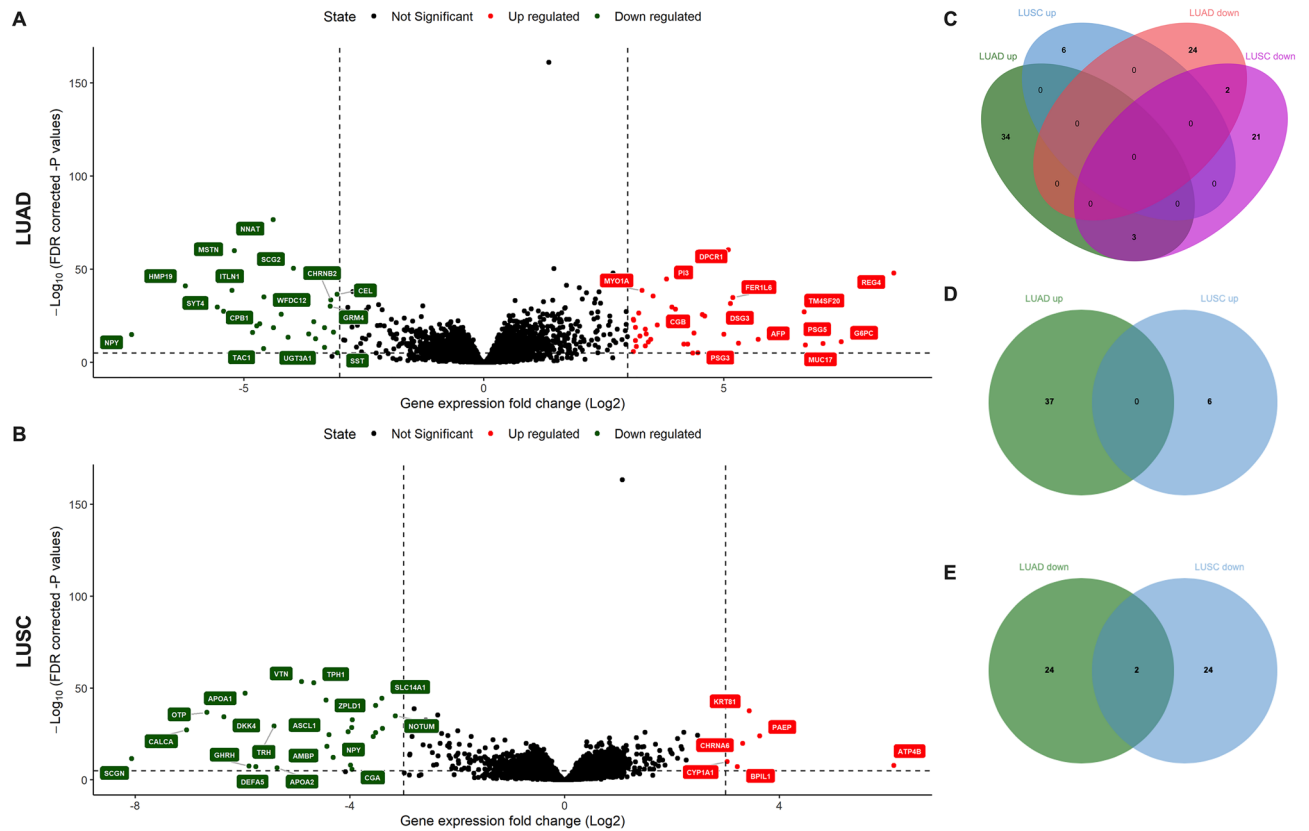 A
State Not Significant Up regulated Down regulated
LUAD
−Log10 (FDR corrected -P values)
150
100
50
0
NNAT
MSTN
SCG2
HMP19
ITLN1
CHRNB2
CEL
SYT4
WFDC12
CPB1
GRM4
NPY
TAC1
UGT3A1
SST
DPCR1
PI3
MYO1A
FER1L6
REG4
TM4SF20
CGB
DSG3
AFP
PSG5
G6PC
PSG3
MUC17
-5
0
5
Gene expression fold change (Log2)
B
State Not Significant Up regulated Down regulated
LUSC
−Log10 (FDR corrected -P values)
150
100
50
0
VTN
TPH1
SLC14A1
APOA1
ZPLD1
OTP
DKK4
ASCL1
NOTUM
CALCA
GHRH
TRH
AMBP
NPY
SCGN
DEFA5
APOA2
CGA
KRT81
PAEP
CHRNA6
ATP4B
CYP1A1
BPIL1
-8
-4
0
4
Gene expression fold change (Log2)
C
LUSC up
LUAD down
LUAD up
LUSC down
6
24
0
0
2
34
0
0
21
0
0
0
0
0
3
D
LUAD up
LUSC up
37
0
6
E
LUAD down
LUSC down
24
2
24